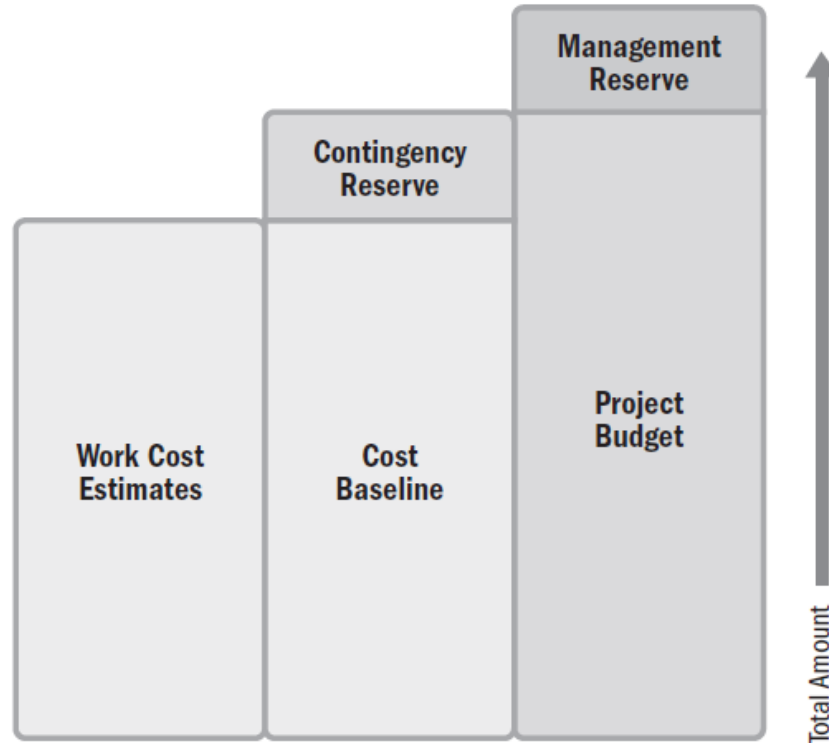 Management
Reserve
Contingency
Reserve
Work Cost
Estimates
Cost
Baseline
Project
Budget
Total Amount